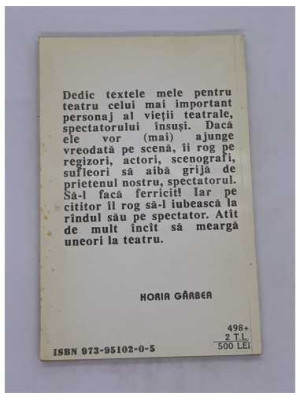 Dedic textele mele pentru
teatru celui mai important
personaj al vieții teatrale,
spectatorului însuși. Dacă
ele vor (mai) ajunge
vreodată pe scenă, îi rog pe
regizori, actori, scenografi,
sufleori să aibă grijă de
prietenul nostru, spectatorul.
Să-l facă ferricit! Iar pe
cititor îl rog să-l iubească la
rîndul său pe spectator. Atît
de mult încît să meargă
uneori la teatru.
HORIA GÂRBEA
ISBN 973-95102-0-5
498+
2 T.L.
500 LEI